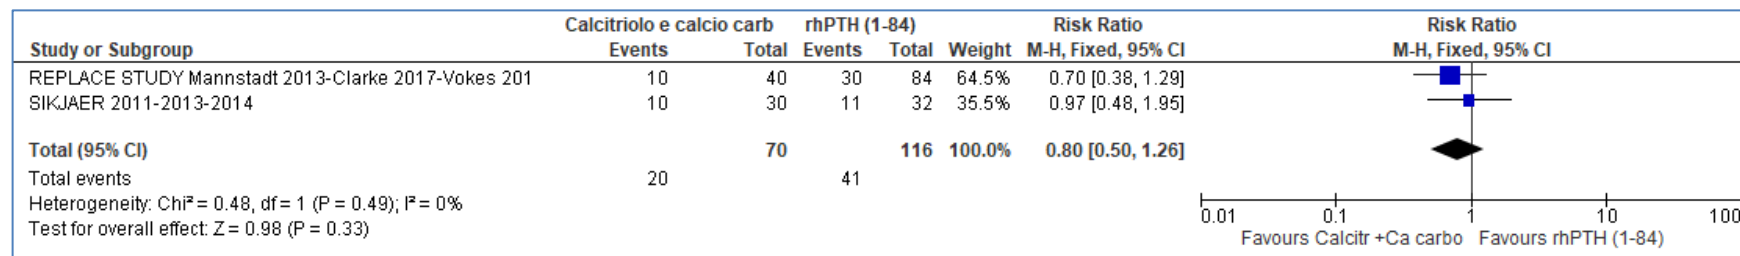 Calcitriolo e calcio carb rhPTH (1-84) Risk Ratio Risk Ratio
Study or Subgroup Events Total Events Total Weight M-H, Fixed, 95% CI M-H, Fixed, 95% CI
REPLACE STUDY Mannstadt 2013-Clarke 2017-Vokes 201 10 40 30 84 64.5% 0.70 [0.38, 1.29]
SIKJAER 2011-2013-2014 10 30 11 32 35.5% 0.97 [0.48, 1.95]
Total (95% CI) 70 116 100.0% 0.80 [0.50, 1.26]
Total events 20 41
Heterogeneity: Chi² = 0.48, df = 1 (P = 0.49); I² = 0%
Test for overall effect: Z = 0.98 (P = 0.33)
0.01 0.1 1 10 100
Favours Calcitr +Ca carbo Favours rhPTH (1-84)